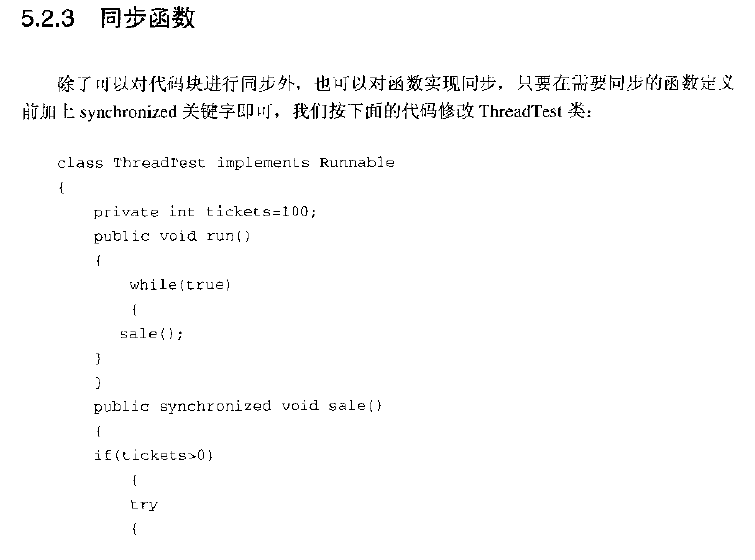 5.2.3 同步函数
除了可以对代码块进行同步外，也可以对函数实现同步，只要在需要同步的函数定义
前加上 synchronized 关键字即可，我们按下面的代码修改 ThreadTest 类：
class ThreadTest implements Runnable
{
private int tickets=100;
public void run()
{
while(true)
{
sale();
}
}
public synchronized void sale()
{
if(tickets>0)
{
try
{